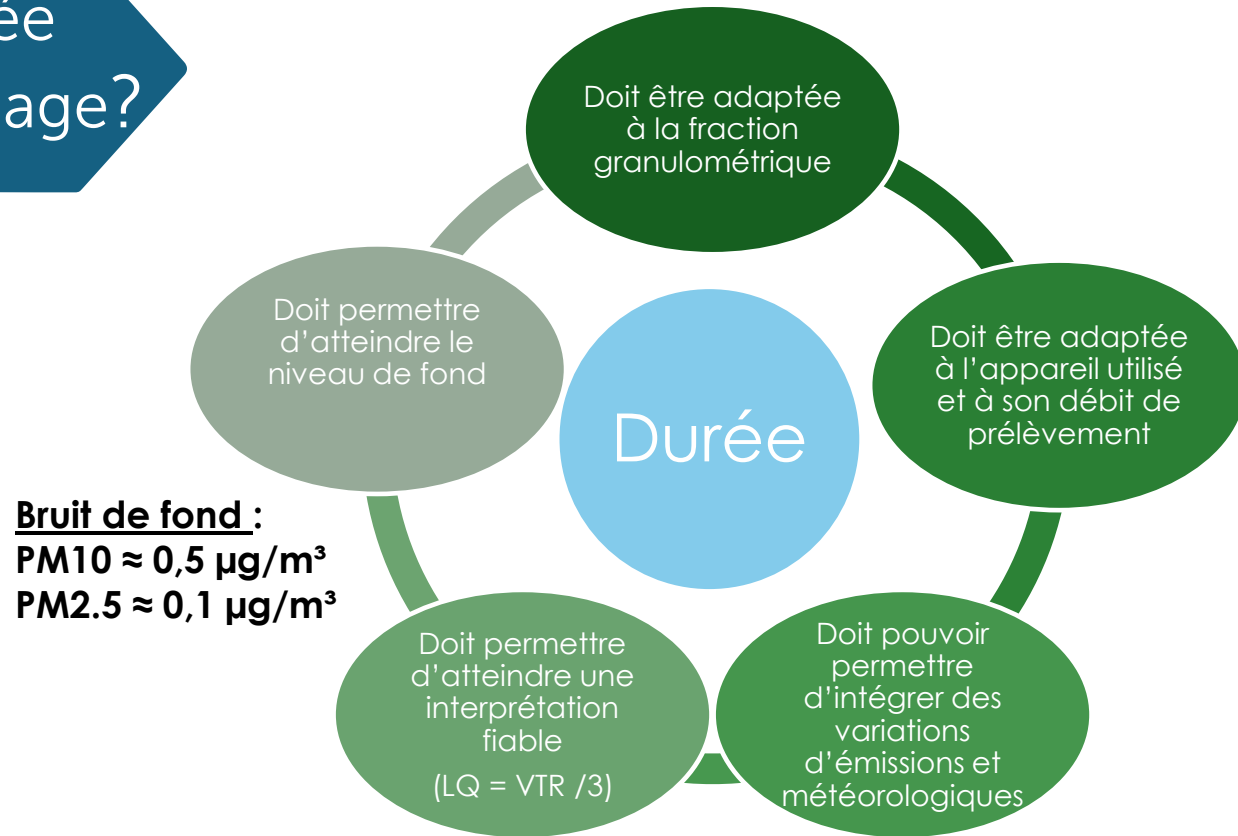 ée
age?
Doit être adaptée
à la fraction
granulométrique
Doit être adaptée
à l'appareil utilisé
et à son débit de
prélèvement
Doit pouvoir
permettre
d'intégrer des
variations
d'émissions et
météorologiques
Doit permettre
d'atteindre une
interprétation
fiable
(LQ = VTR /3)
Doit permettre
d'atteindre le
niveau de fond
Durée
Bruit de fond :
PM10 ≈ 0,5 µg/m³
PM2.5 ≈ 0,1 µg/m³